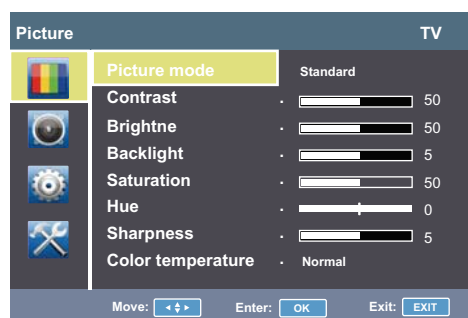 Picture TV
Picture mode Standard
Contrast 50
Brightne 50
Backlight 5
Saturation 50
Hue 0
Sharpness 5
Color temperature Normal
Move: Enter: OK Exit: EXIT